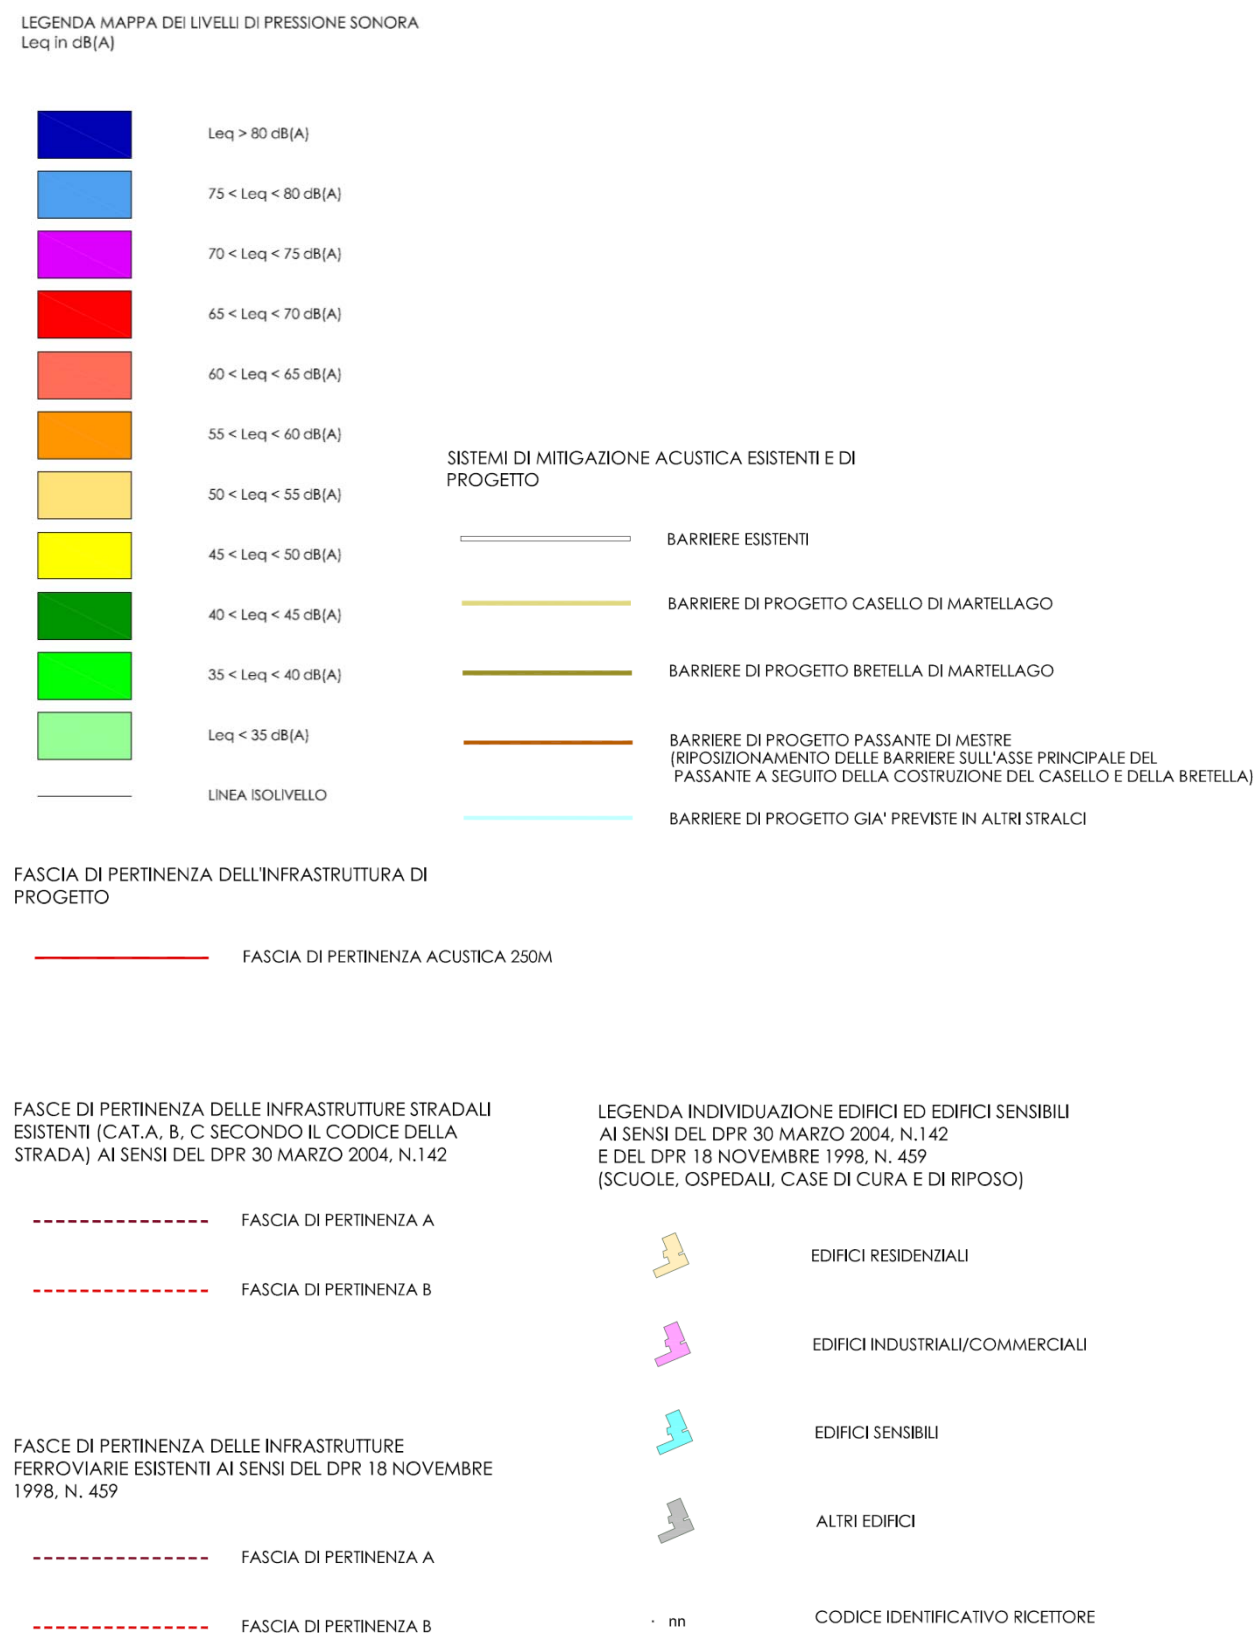 LEGENDA MAPPA DEI LIVELLI DI PRESSIONE SONORA
Leq in dB(A)
Leq > 80 dB(A)
75 < Leq < 80 dB(A)
70 < Leq < 75 dB(A)
65 < Leq < 70 dB(A)
60 < Leq < 65 dB(A)
55 < Leq < 60 dB(A)
50 < Leq < 55 dB(A)
45 < Leq < 50 dB(A)
40 < Leq < 45 dB(A)
35 < Leq < 40 dB(A)
Leq < 35 dB(A)
LINEA ISOLIVELLO
SISTEMI DI MITIGAZIONE ACUSTICA ESISTENTI E DI
PROGETTO
BARRIERE ESISTENTI
BARRIERE DI PROGETTO CASELLO DI MARTELLAGO
BARRIERE DI PROGETTO BRETELLA DI MARTELLAGO
BARRIERE DI PROGETTO PASSANTE DI MESTRE
(RIPOSIZIONAMENTO DELLE BARRIERE SULL'ASSE PRINCIPALE DEL
PASSANTE A SEGUITO DELLA COSTRUZIONE DEL CASELLO E DELLA BRETELLA)
BARRIERE DI PROGETTO GIA' PREVISTE IN ALTRI STRALCI
FASCIA DI PERTINENZA DELL'INFRASTRUTTURA DI
PROGETTO
FASCIA DI PERTINENZA ACUSTICA 250M
FASCE DI PERTINENZA DELLE INFRASTRUTTURE STRADALI
ESISTENTI (CAT.A, B, C SECONDO IL CODICE DELLA
STRADA) AI SENSI DEL DPR 30 MARZO 2004, N.142
FASCIA DI PERTINENZA A
FASCIA DI PERTINENZA B
FASCE DI PERTINENZA DELLE INFRASTRUTTURE
FERROVIARIE ESISTENTI AI SENSI DEL DPR 18 NOVEMBRE
1998, N. 459
FASCIA DI PERTINENZA A
FASCIA DI PERTINENZA B
LEGENDA INDIVIDUAZIONE EDIFICI ED EDIFICI SENSIBILI
AI SENSI DEL DPR 30 MARZO 2004, N.142
E DEL DPR 18 NOVEMBRE 1998, N. 459
(SCUOLE, OSPEDALI, CASE DI CURA E DI RIPOSO)
EDIFICI RESIDENZIALI
EDIFICI INDUSTRIALI/COMMERCIALI
EDIFICI SENSIBILI
ALTRI EDIFICI
· nn CODICE IDENTIFICATIVO RICETTORE